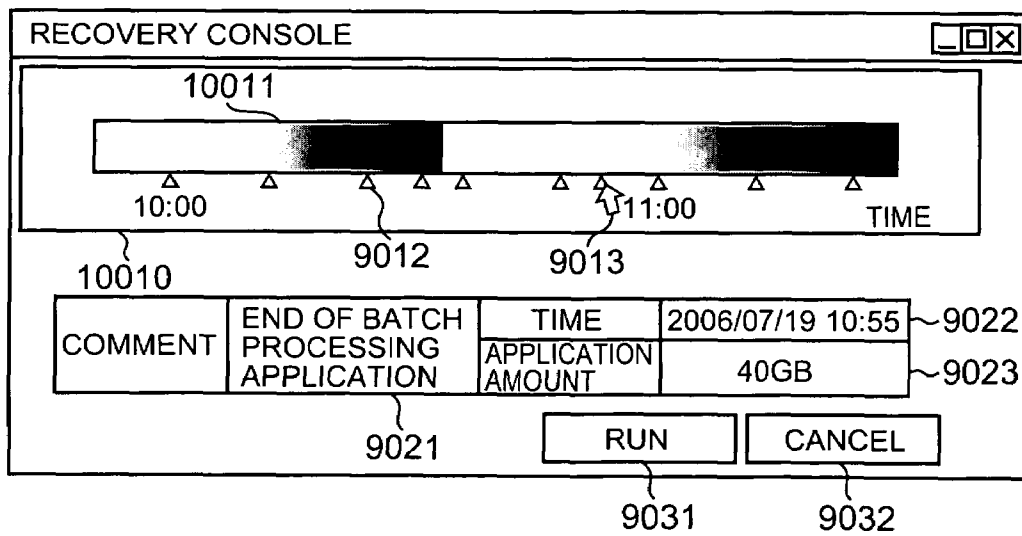 RECOVERY CONSOLE
10011
10:00
11:00
TIME
9012
9013
10010
COMMENT
END OF BATCH
PROCESSING
APPLICATION
TIME
2006/07/19 10:55
9022
APPLICATION
AMOUNT
40GB
9023
9021
RUN
CANCEL
9031
9032